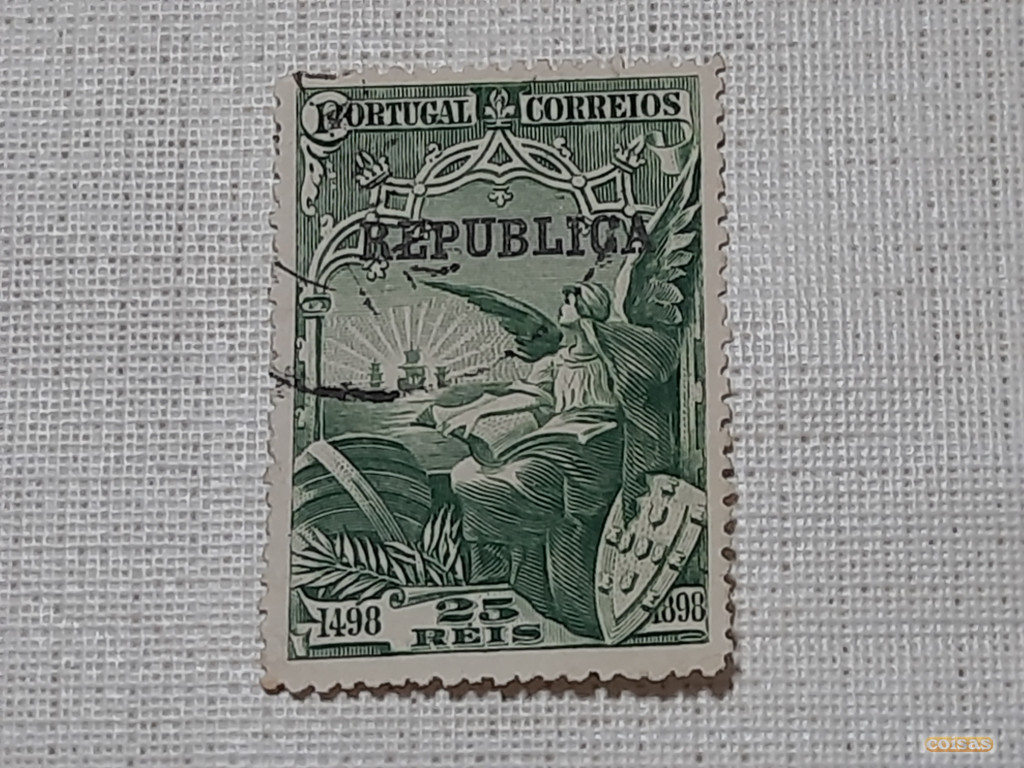 PORTUGAL CORREIOS
REPUBLICA
1498 25 1898
REIS
coisas